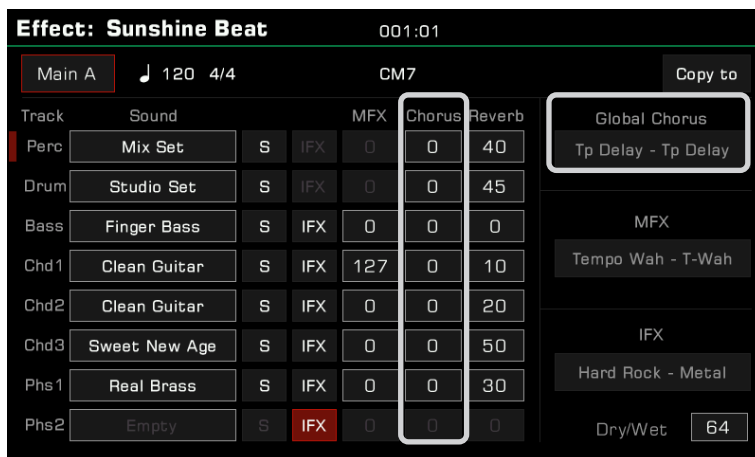 Effect: Sunshine Beat 001:01
Main A 120 4/4 CM7 Copy to
Track Sound MFX Chorus Reverb
Perc Mix Set S IFX 0 0 40
Drum Studio Set S IFX 0 0 45
Bass Finger Bass S IFX 0 0 0
Chd1 Clean Guitar S IFX 127 0 10
Chd2 Clean Guitar S IFX 0 0 20
Chd3 Sweet New Age S IFX 0 0 50
Phs1 Real Brass S IFX 0 0 30
Phs2 Empty S IFX 0 0 0
Global Chorus
Tp Delay - Tp Delay
MFX
Tempo Wah - T-Wah
IFX
Hard Rock - Metal
Dry/Wet 64